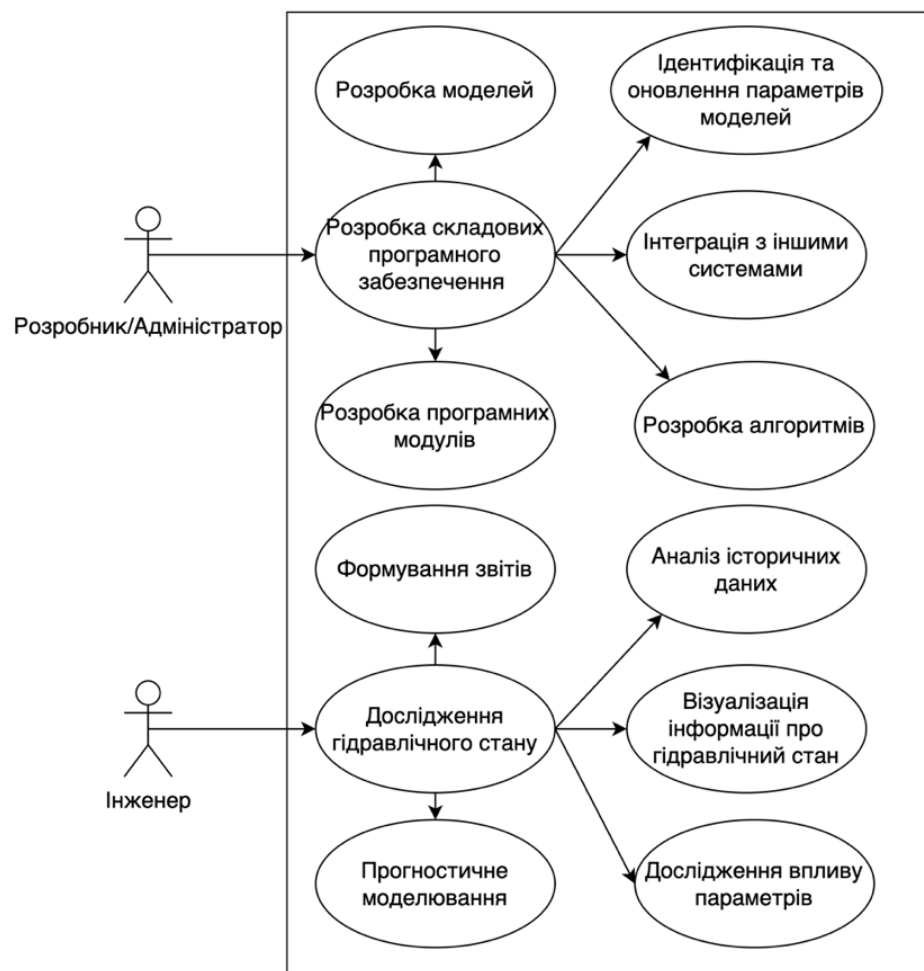 Розробка моделей
Ідентифікація та
оновлення параметрів
моделей
Розробник/Адміністратор
Розробка складових
програмного
забезпечення
Інтеграція з іншими
системами
Розробка програмних
модулів
Розробка алгоритмів
Формування звітів
Аналіз історичних
даних
Інженер
Дослідження
гідравлічного стану
Візуалізація
інформації про
гідравлічний стан
Прогностичне
моделювання
Дослідження впливу
параметрів